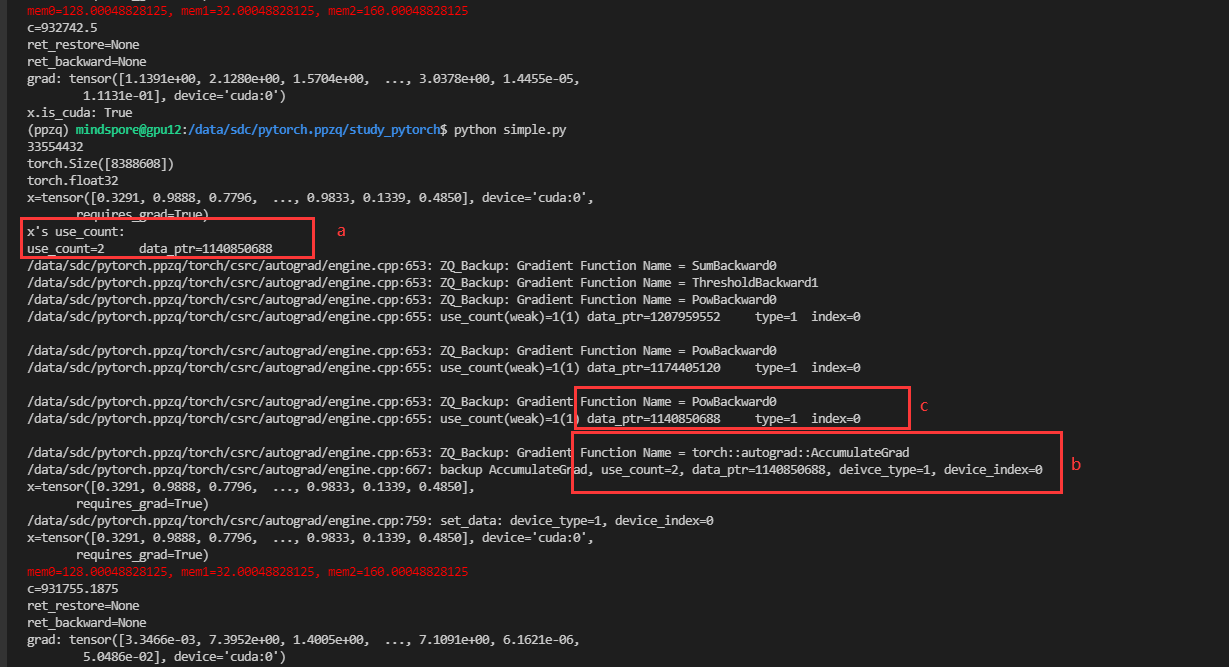 mem0=128.00048828125, mem1=32.00048828125, mem2=160.00048828125
c=932742.5
ret_restore=None
ret_backward=None
grad: tensor([1.1391e+00, 2.1280e+00, 1.5704e+00,  ..., 3.0378e+00, 1.4455e-05,
        1.1131e-01], device='cuda:0')
x.is_cuda: True
(ppzq) mindspore@gpu12:/data/sdc/pytorch.ppzq/study_pytorch$ python simple.py
33554432
torch.Size([8388608])
torch.float32
x=tensor([0.3291, 0.9888, 0.7796,  ..., 0.9833, 0.1339, 0.4850], device='cuda:0',
       requires_grad=True)
x's use_count:
a
use_count=2     data_ptr=1140850688
/data/sdc/pytorch.ppzq/torch/csrc/autograd/engine.cpp:653: ZQ_Backup: Gradient Function Name = SumBackward0
/data/sdc/pytorch.ppzq/torch/csrc/autograd/engine.cpp:653: ZQ_Backup: Gradient Function Name = ThresholdBackward1
/data/sdc/pytorch.ppzq/torch/csrc/autograd/engine.cpp:653: ZQ_Backup: Gradient Function Name = PowBackward0
/data/sdc/pytorch.ppzq/torch/csrc/autograd/engine.cpp:655: use_count(weak)=1(1) data_ptr=1207959552     type=1  index=0
/data/sdc/pytorch.ppzq/torch/csrc/autograd/engine.cpp:653: ZQ_Backup: Gradient Function Name = PowBackward0
/data/sdc/pytorch.ppzq/torch/csrc/autograd/engine.cpp:655: use_count(weak)=1(1) data_ptr=1174405120     type=1  index=0
/data/sdc/pytorch.ppzq/torch/csrc/autograd/engine.cpp:653: ZQ_Backup: Gradient Function Name = PowBackward0
c
/data/sdc/pytorch.ppzq/torch/csrc/autograd/engine.cpp:655: use_count(weak)=1(1) data_ptr=1140850688     type=1  index=0
/data/sdc/pytorch.ppzq/torch/csrc/autograd/engine.cpp:653: ZQ_Backup: Gradient Function Name = torch::autograd::AccumulateGrad
b
/data/sdc/pytorch.ppzq/torch/csrc/autograd/engine.cpp:667: backup AccumulateGrad, use_count=2, data_ptr=1140850688, deivce_type=1, device_index=0
x=tensor([0.3291, 0.9888, 0.7796,  ..., 0.9833, 0.1339, 0.4850],
       requires_grad=True)
/data/sdc/pytorch.ppzq/torch/csrc/autograd/engine.cpp:759: set_data: device_type=1, device_index=0
x=tensor([0.3291, 0.9888, 0.7796,  ..., 0.9833, 0.1339, 0.4850], device='cuda:0',
       requires_grad=True)
mem0=128.00048828125, mem1=32.00048828125, mem2=160.00048828125
c=931755.1875
ret_restore=None
ret_backward=None
grad: tensor([3.3466e-03, 7.3952e+00, 1.4005e+00,  ..., 7.1091e+00, 6.1621e-06,
        5.0486e-02], device='cuda:0')